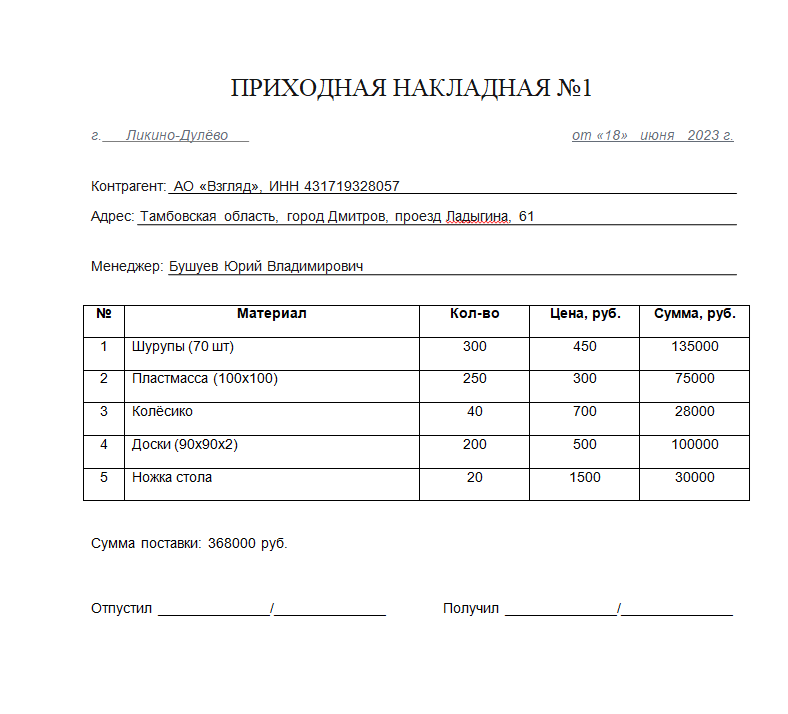 ПРИХОДНАЯ НАКЛАДНАЯ №1
г. Ликино-Дулёво от «18» июня 2023 г.
Контрагент: АО «Взгляд», ИНН 431719328057
Адрес: Тамбовская область, город Дмитров, проезд Ладыгина, 61
Менеджер: Бушуев Юрий Владимирович
№ Материал Кол-во Цена, руб. Сумма, руб.
1 Шурупы (70 шт) 300 450 135000
2 Пластмасса (100х100) 250 300 75000
3 Колёсико 40 700 28000
4 Доски (90х90х2) 200 500 100000
5 Ножка стола 20 1500 30000
Сумма поставки: 368000 руб.
Отпустил ______________/______________ Получил ______________/______________